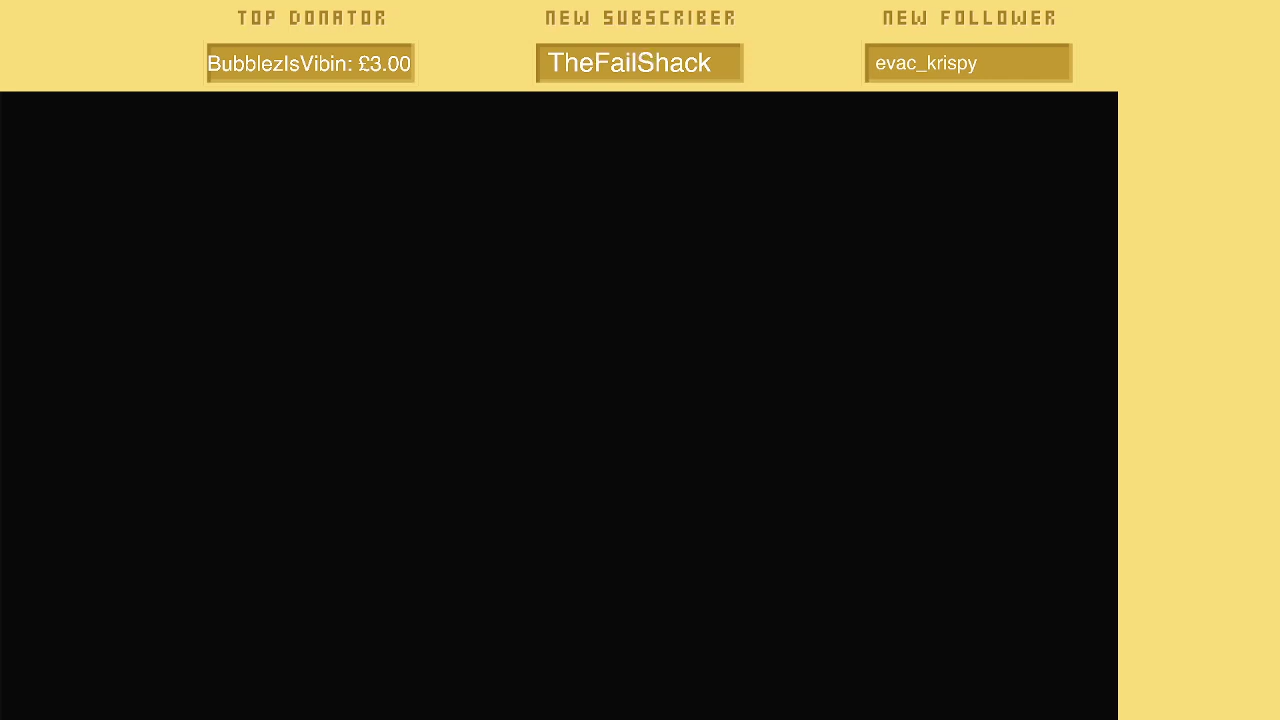 TOP DONATOR
NEW SUBSCRIBER
NEW FOLLOWER
BubblezIsVibin: £3.00
TheFailShack
evac_krispy